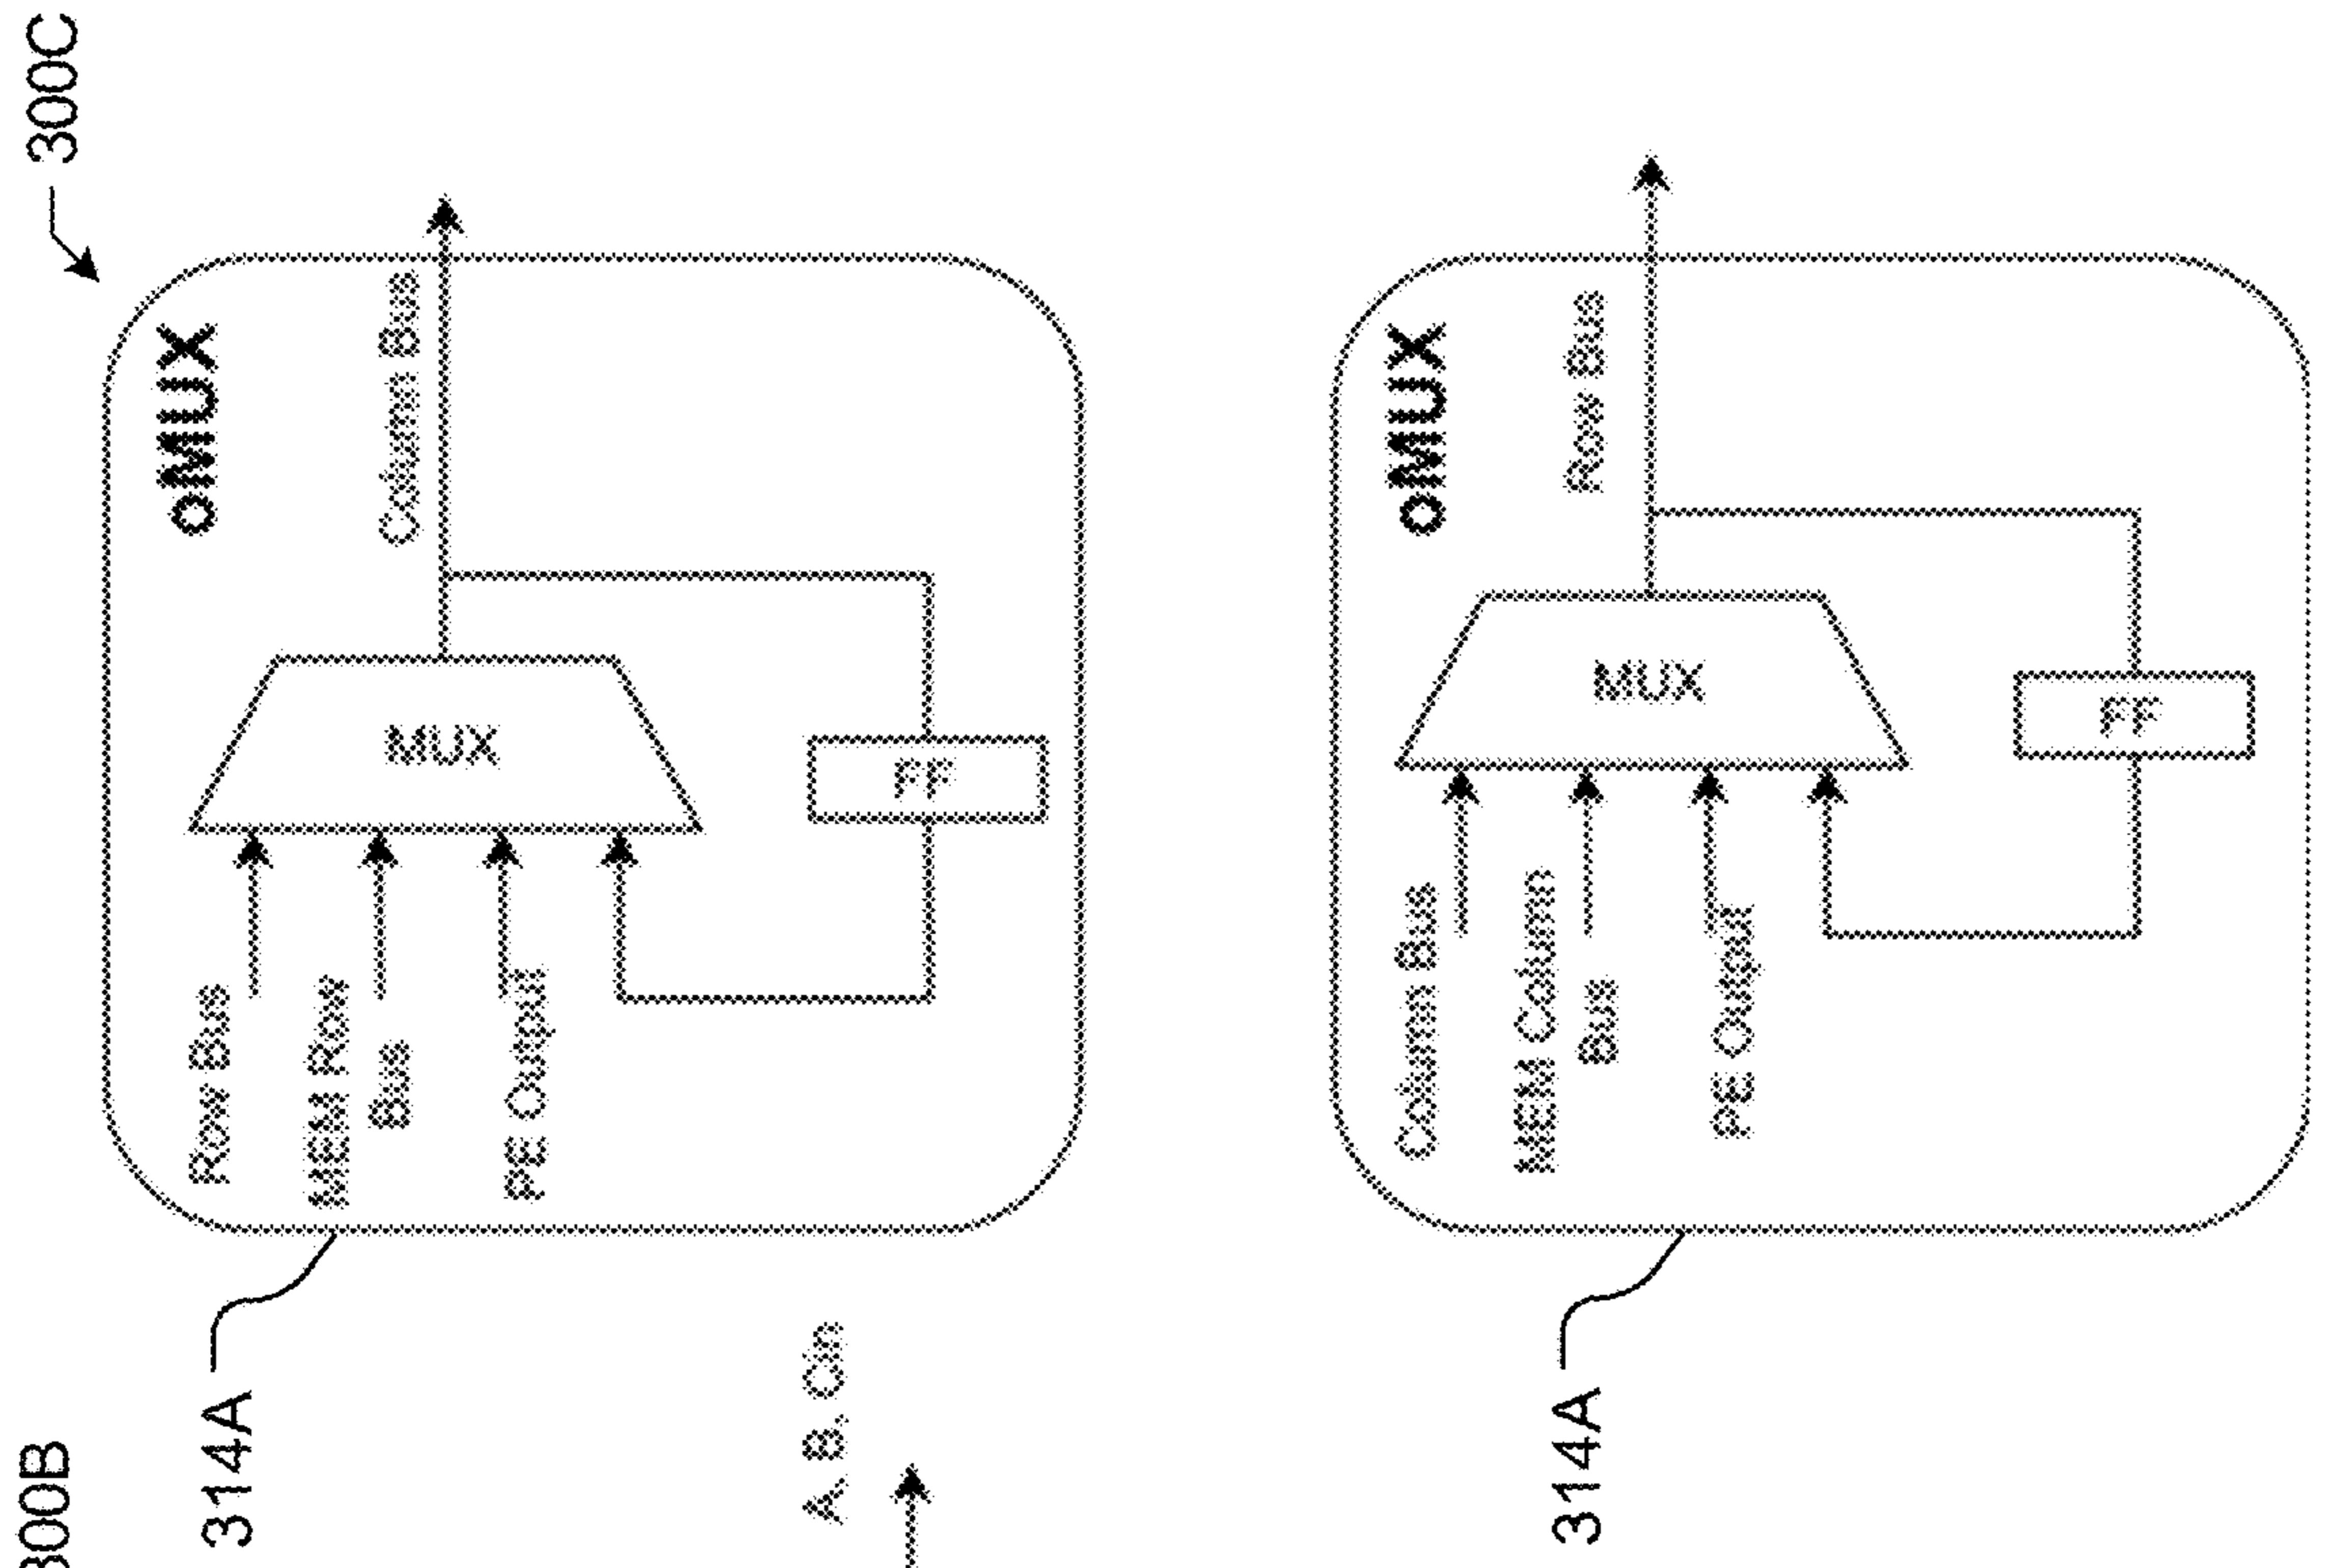 300B
300C
314A
oMUX
Row Bus
MEM Row
Bus
PE Output
MUX
FF
Column Bus
A, B, Cin
314A
oMUX
Column Bus
MEM Column
Bus
PE Output
MUX
FF
Row Bus